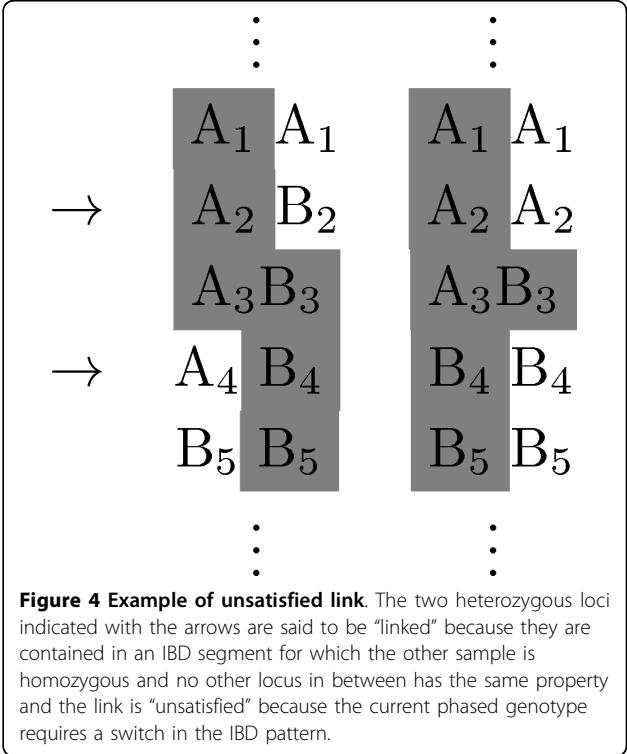 A₁ A₁ A₁ A₁
→ A₂ B₂ A₂ A₂
A₃B₃ A₃B₃
→ A₄ B₄ B₄ B₄
B₅ B₅ B₅ B₅
Figure 4 Example of unsatisfied link. The two heterozygous loci
indicated with the arrows are said to be “linked” because they are
contained in an IBD segment for which the other sample is
homozygous and no other locus in between has the same property
and the link is “unsatisfied” because the current phased genotype
requires a switch in the IBD pattern.